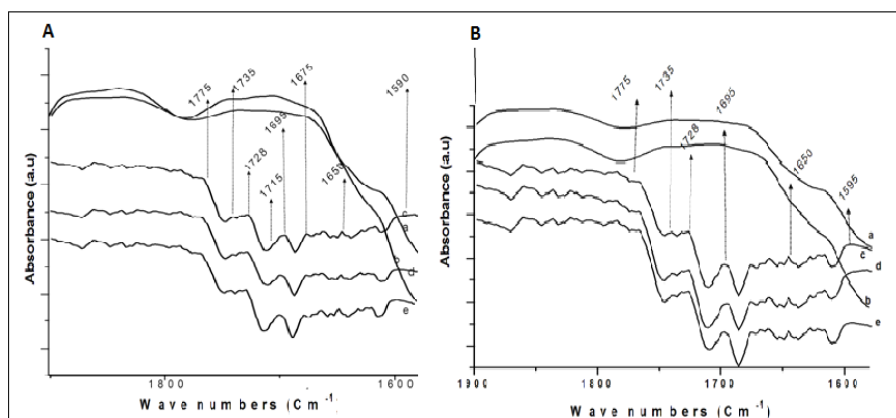 A
1775
1735
1675
1590
1695
1728
1715
c
a
b
d
e
Absorbance (a.u)
1800
1600
Wave numbers (Cm⁻¹)
B
1775
1735
1695
1728
1650
1595
a
c
d
b
e
Absorbance (a.u)
1900
1800
1700
1600
Wave numbers (Cm⁻¹)